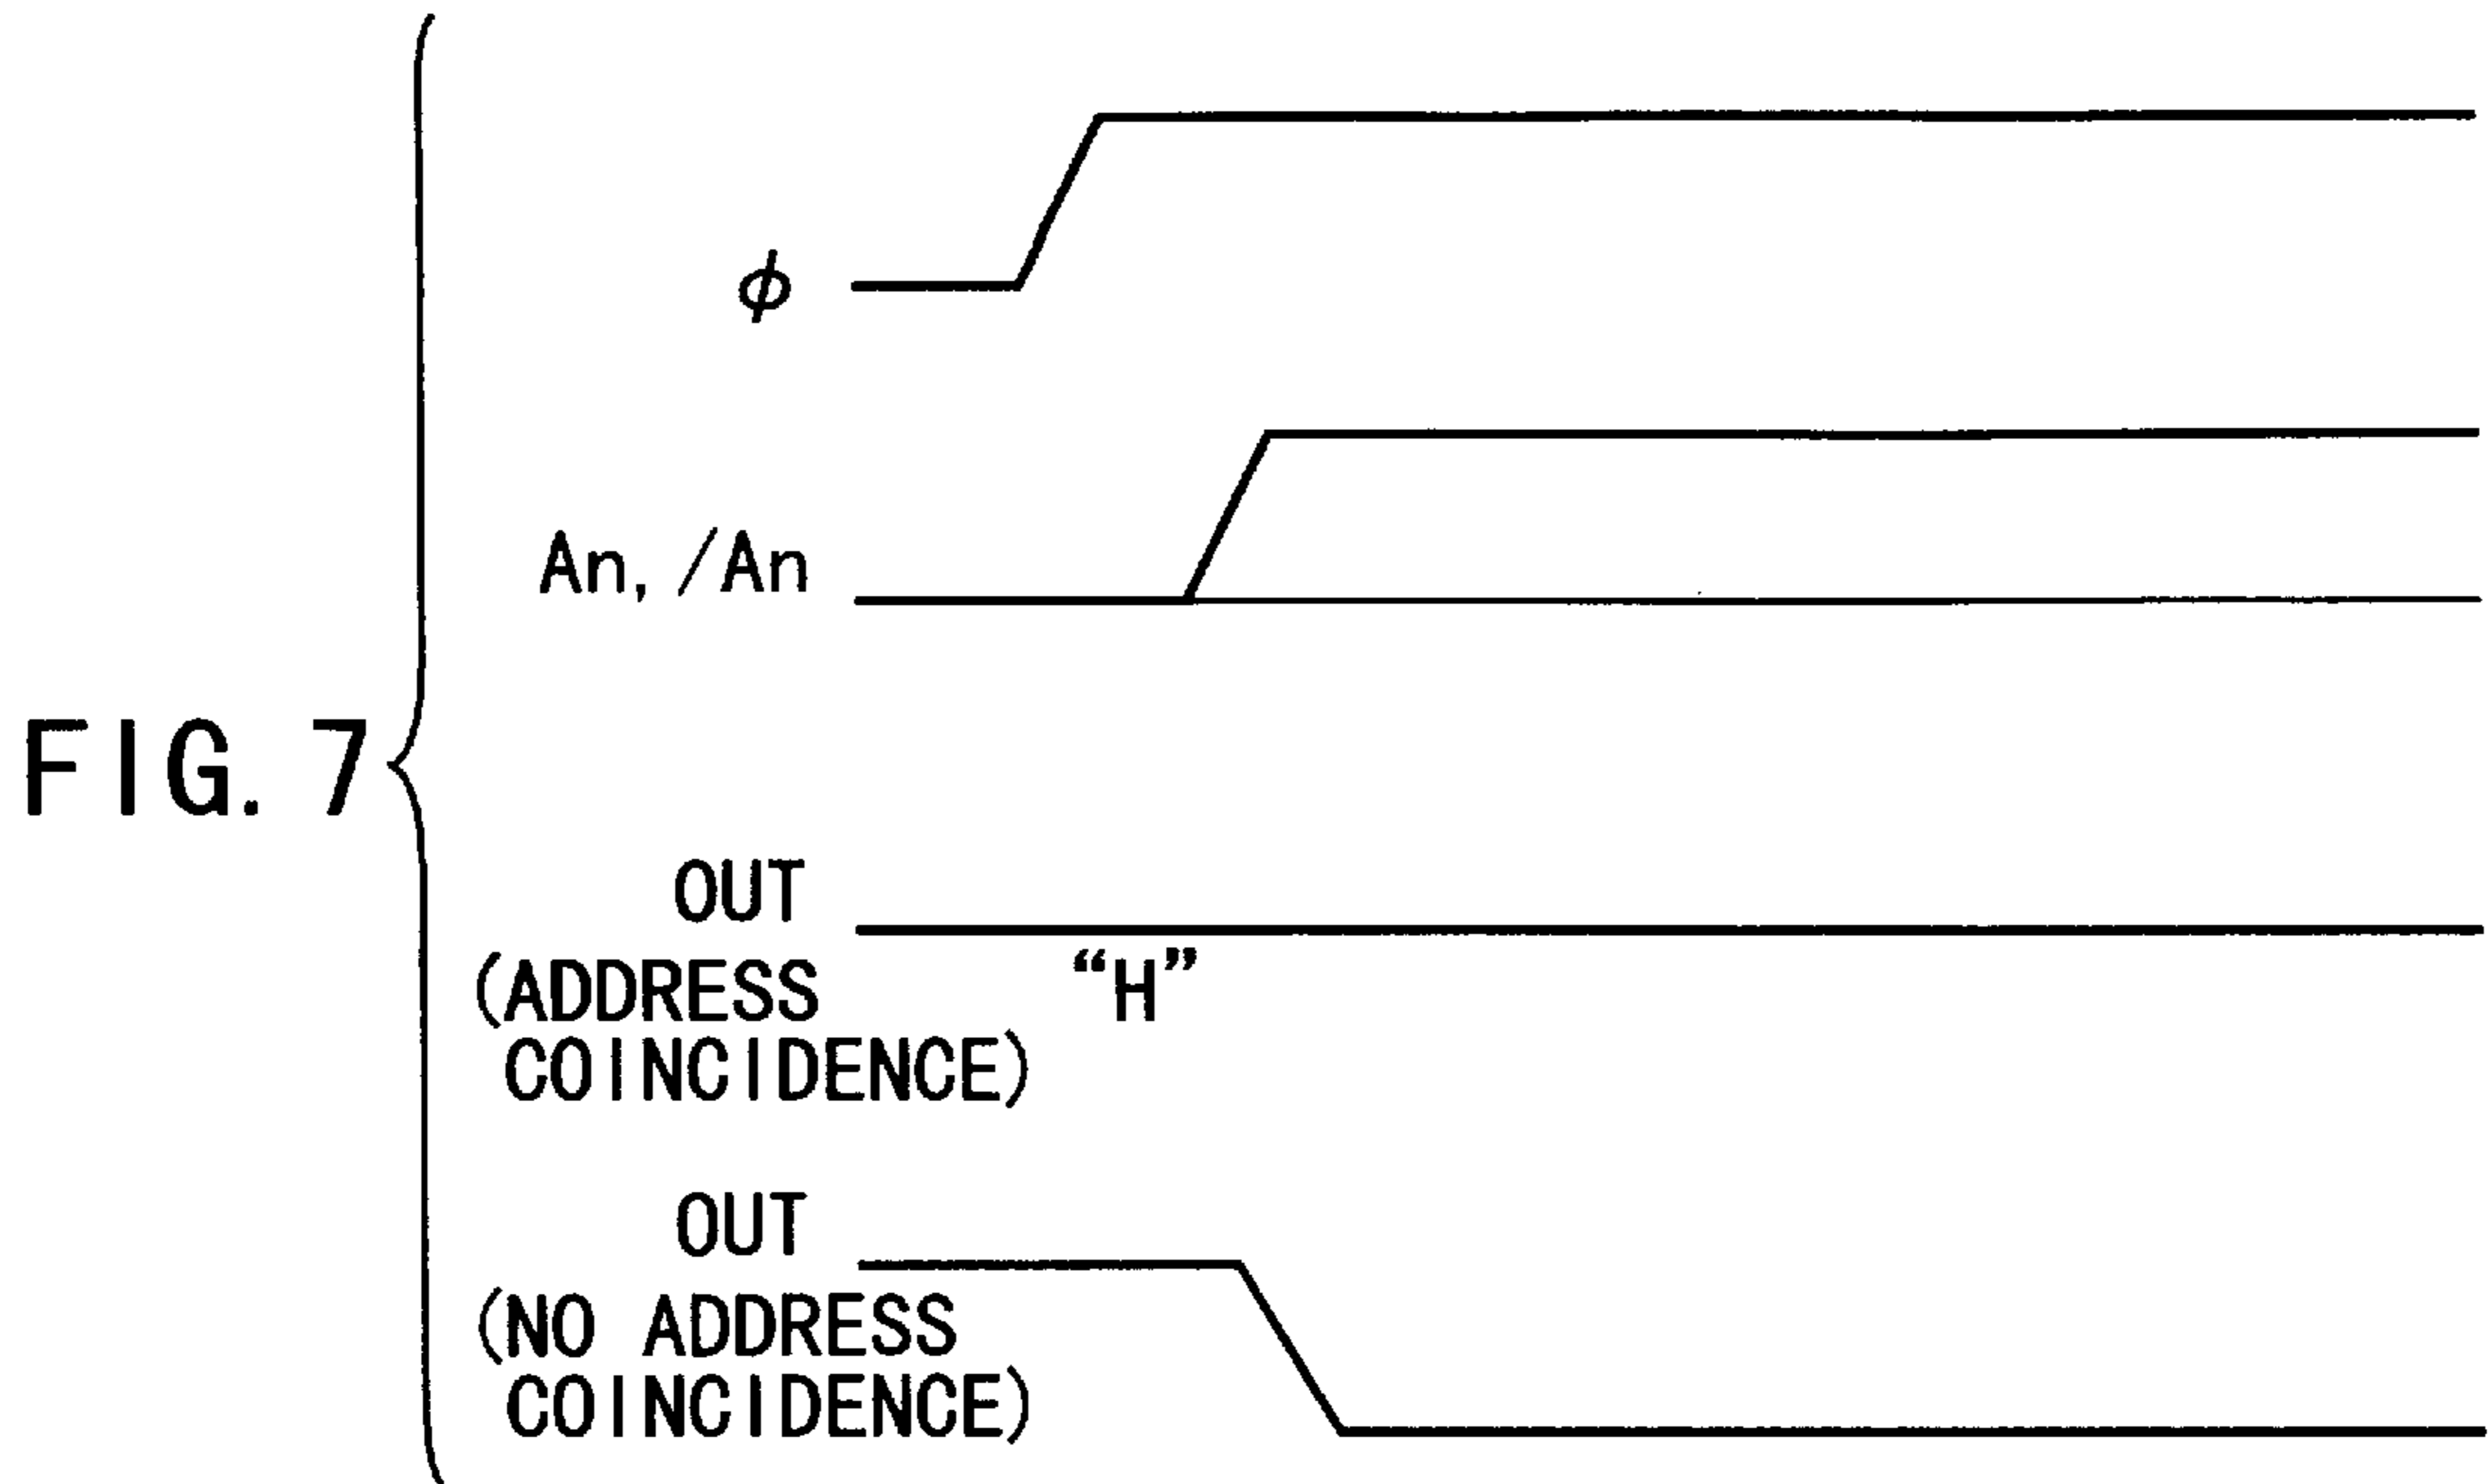 FIG. 7
ϕ
An, /An
OUT
(ADDRESS
COINCIDENCE)
“H”
OUT
(NO ADDRESS
COINCIDENCE)